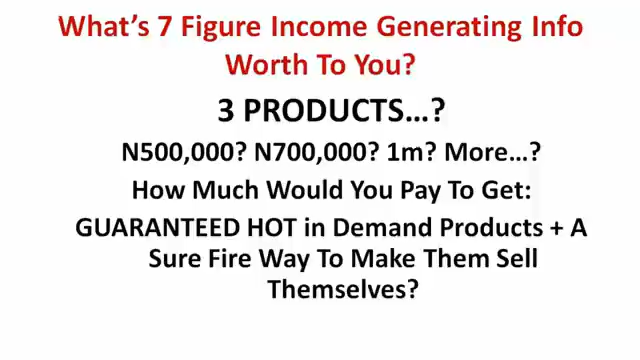 What's 7 Figure Income Generating Info
Worth To You?
3 PRODUCTS...?
N500,000? N700,000? 1m? More...?
How Much Would You Pay To Get:
GUARANTEED HOT in Demand Products + A
Sure Fire Way To Make Them Sell
Themselves?